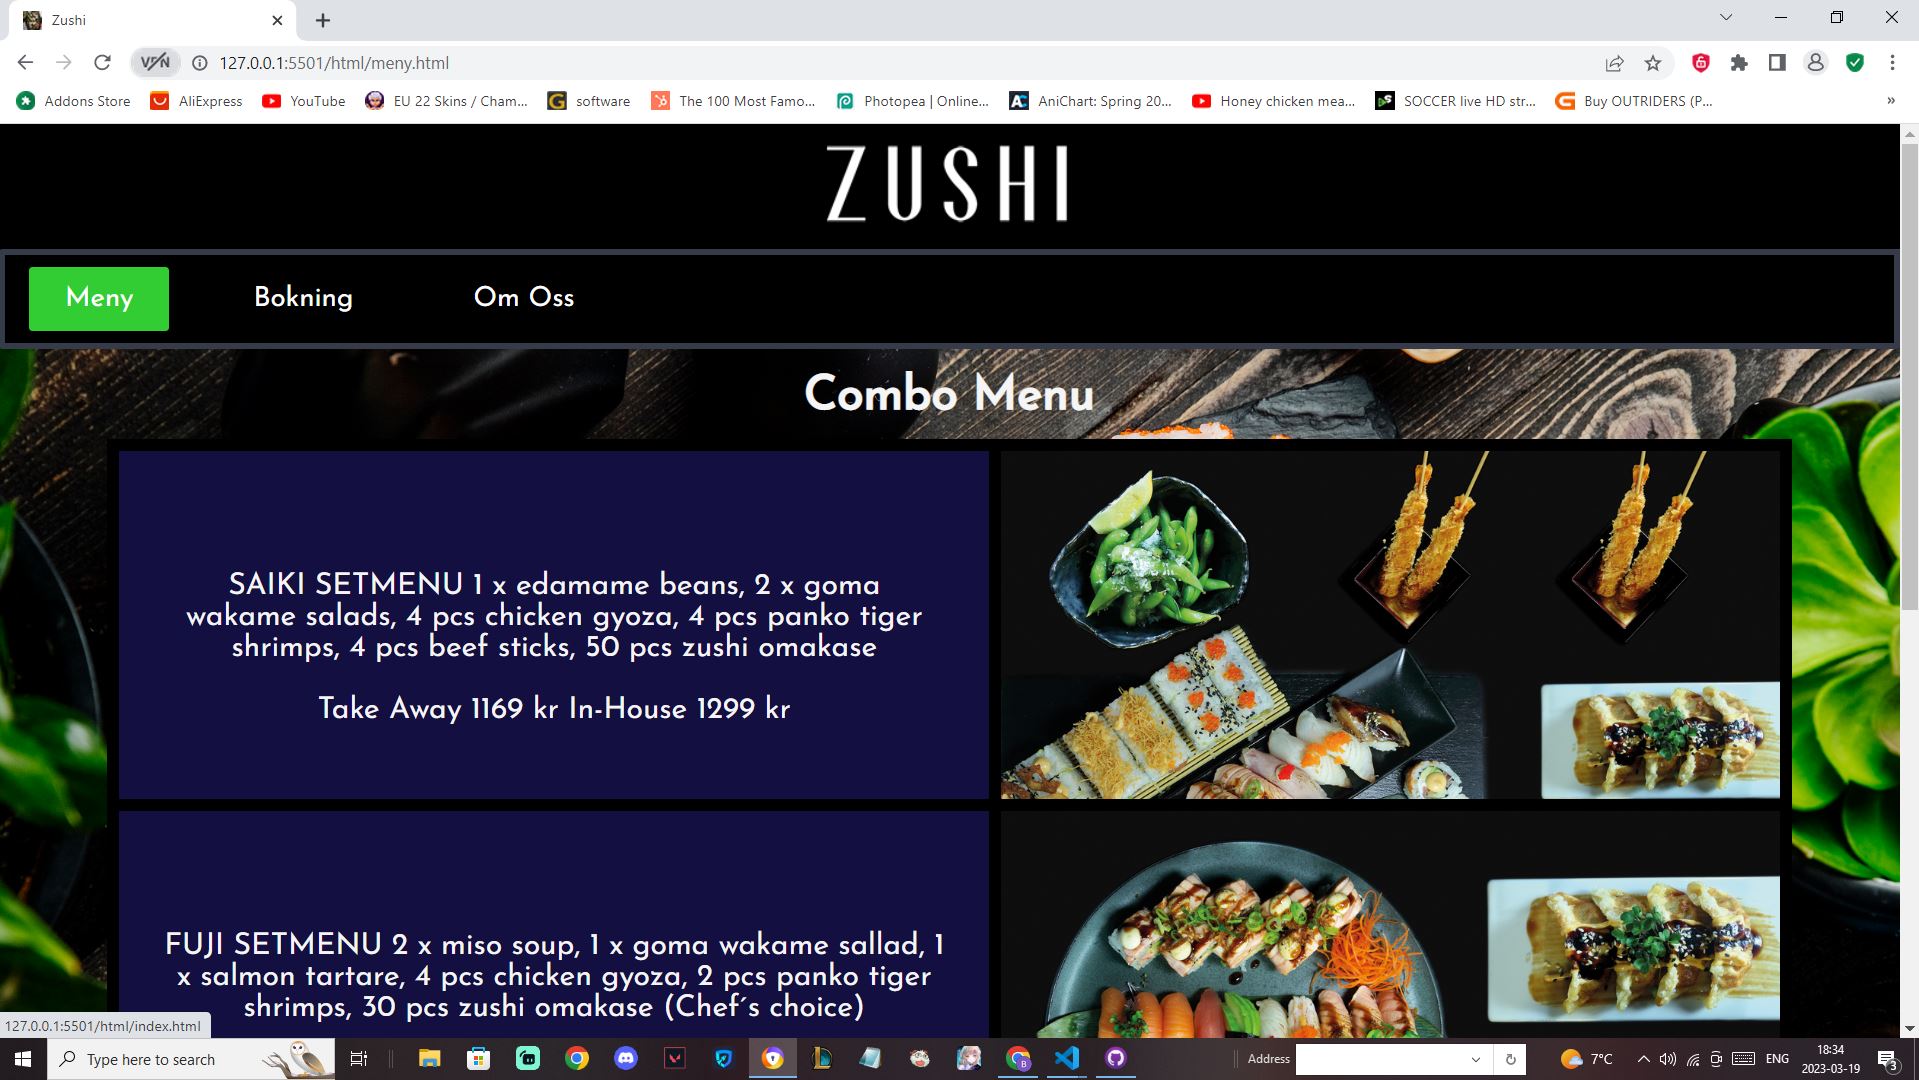 Zushi
VPN
127.0.0.1:5501/html/meny.html
Addons Store
AliExpress
YouTube
EU 22 Skins / Cham...
software
The 100 Most Famo...
Photopea | Online...
AniChart: Spring 20...
Honey chicken mea...
SOCCER live HD str...
Buy OUTRIDERS (P...
»
ZUSHI
Meny
Bokning
Om Oss
Combo Menu
SAIKI SETMENU 1 x edamame beans, 2 x goma
wakame salads, 4 pcs chicken gyoza, 4 pcs panko tiger
shrimps, 4 pcs beef sticks, 50 pcs zushi omakase
Take Away 1169 kr In-House 1299 kr
FUJI SETMENU 2 x miso soup, 1 x goma wakame sallad, 1
x salmon tartare, 4 pcs chicken gyoza, 2 pcs panko tiger
shrimps, 30 pcs zushi omakase (Chef´s choice)
127.0.0.1:5501/html/index.html
Type here to search
Address
7°C
ENG
18:34
2023-03-19
3